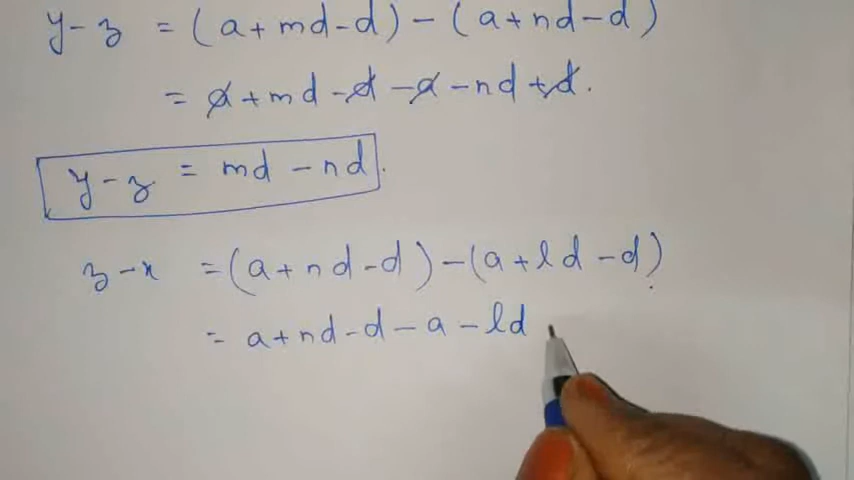 y-z = (a+md-d)-(a+nd-d)
= a+md-d-a-nd+d.
y-z = md-nd.
z-x = (a+nd-d)-(a+ld-d)
= a+nd-d-a-ld